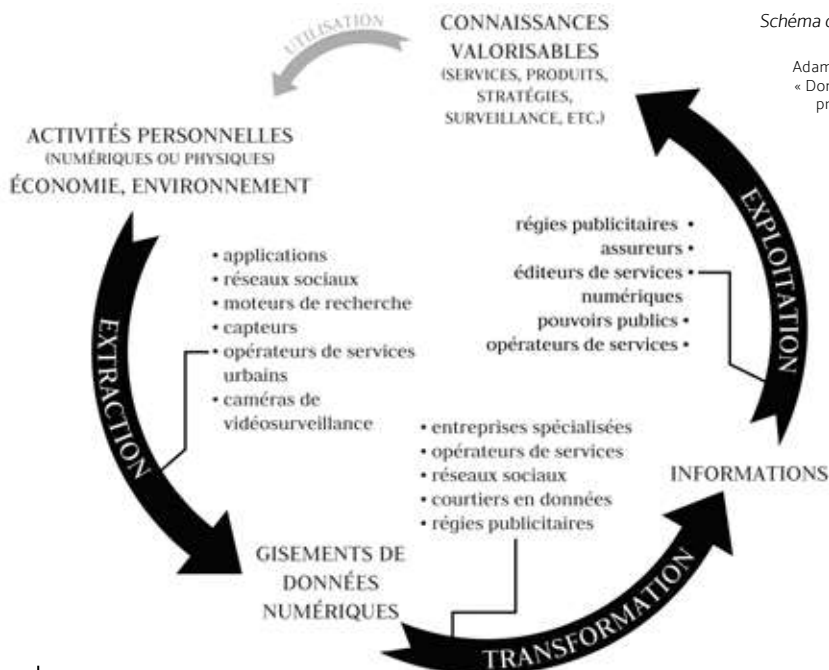 UTILISATION
CONNAISSANCES
VALORISABLES
(SERVICES, PRODUITS,
STRATÉGIES,
SURVEILLANCE, ETC.)
Schéma
Adam
« Don
pr
ACTIVITÉS PERSONNELLES
(NUMÉRIQUES OU PHYSIQUES)
ÉCONOMIE, ENVIRONNEMENT
EXTRACTION
• applications
• réseaux sociaux
• moteurs de recherche
• capteurs
• opérateurs de services
urbains
• caméras de
vidéosurveillance
GISEMENTS DE
DONNÉES
NUMÉRIQUES
• entreprises spécialisées
• opérateurs de services
• réseaux sociaux
• courtiers en données
• régies publicitaires
TRANSFORMATION
INFORMATIONS
régies publicitaires •
assureurs •
éditeurs de services •
numériques
pouvoirs publics •
opérateurs de services •
EXPLOITATION